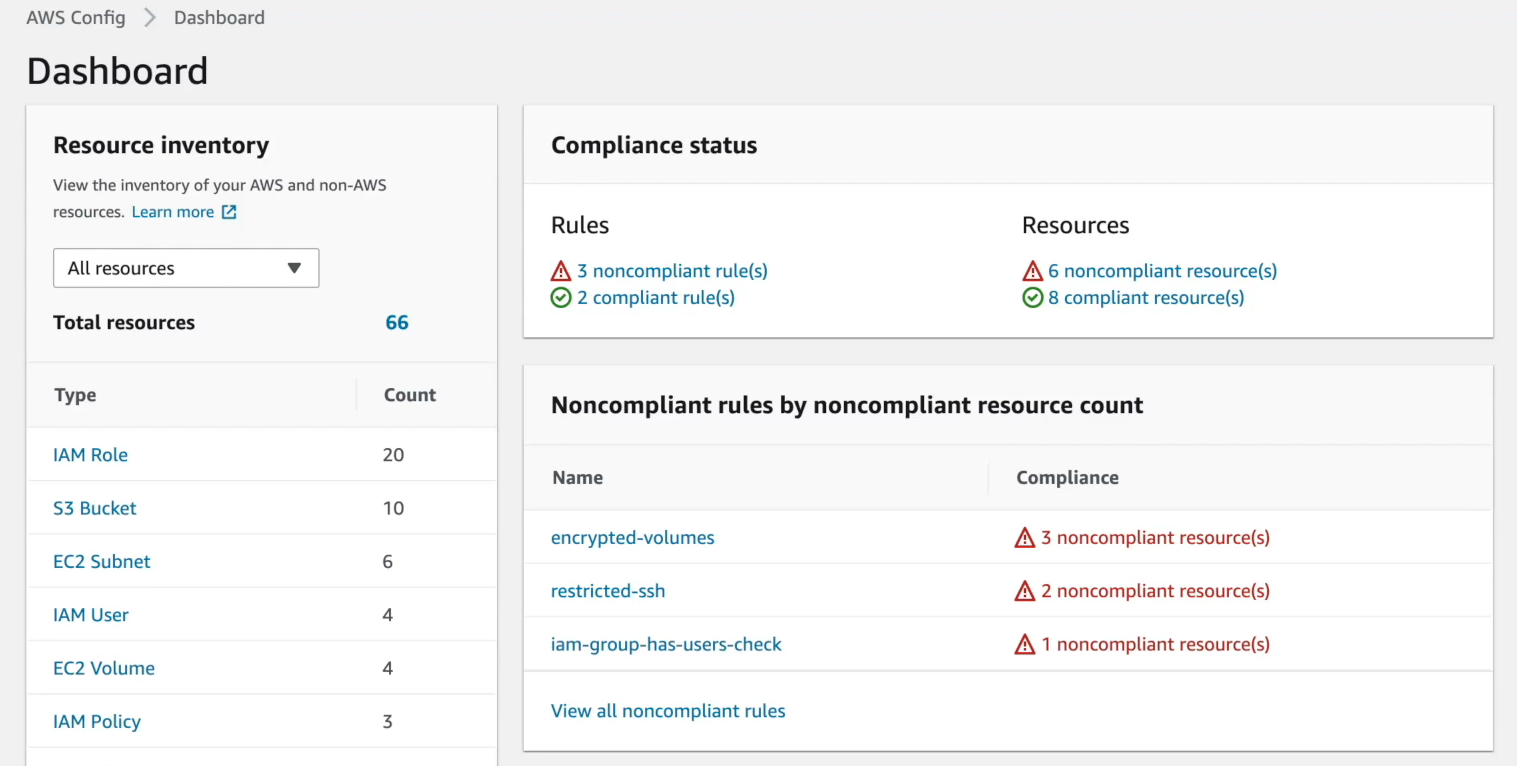 AWS Config > Dashboard
Dashboard
Resource inventory
View the inventory of your AWS and non-AWS
resources. Learn more
All resources
Total resources 66
Type Count
IAM Role 20
S3 Bucket 10
EC2 Subnet 6
IAM User 4
EC2 Volume 4
IAM Policy 3
Compliance status
Rules
3 noncompliant rule(s)
2 compliant rule(s)
Resources
6 noncompliant resource(s)
8 compliant resource(s)
Noncompliant rules by noncompliant resource count
Name Compliance
encrypted-volumes 3 noncompliant resource(s)
restricted-ssh 2 noncompliant resource(s)
iam-group-has-users-check 1 noncompliant resource(s)
View all noncompliant rules